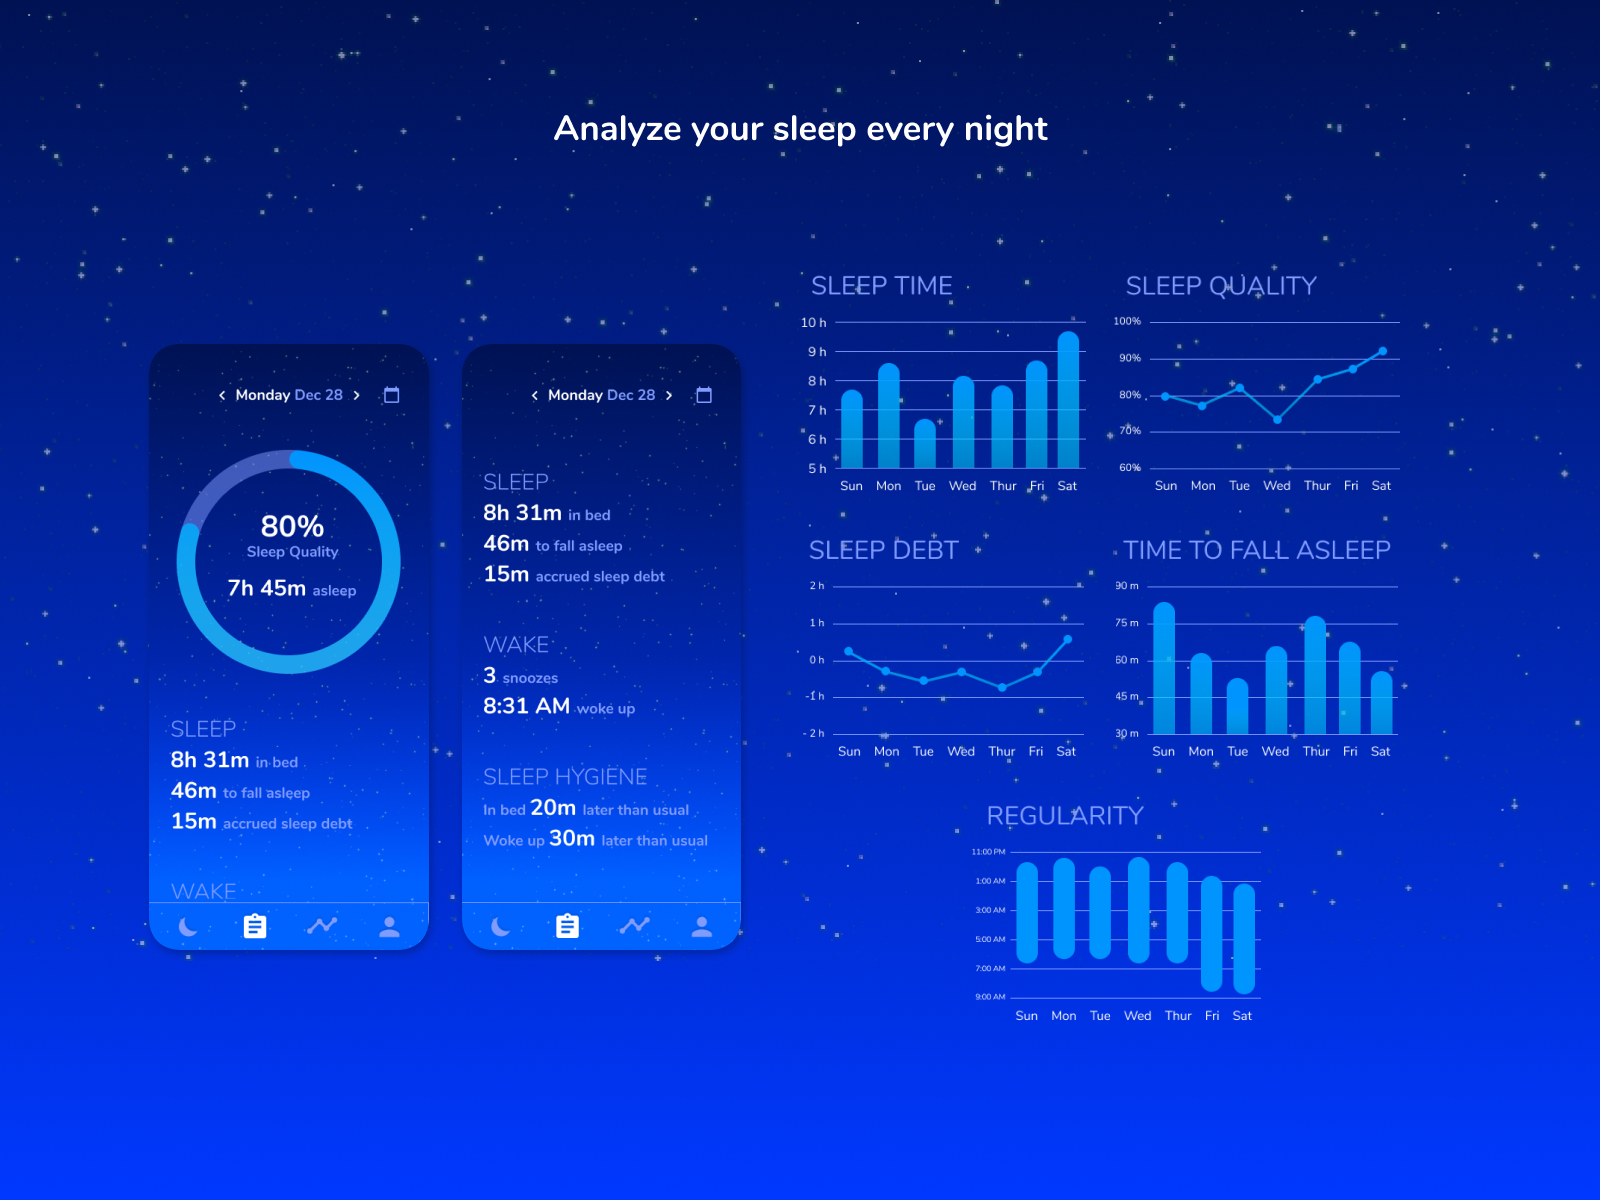 Analyze your sleep every night
Monday Dec 28
80%
Sleep Quality
7h 45m asleep
SLEEP
8h 31m in bed
46m to fall asleep
15m accrued sleep debt
WAKE
Monday Dec 28
SLEEP
8h 31m in bed
46m to fall asleep
15m accrued sleep debt
WAKE
3 snoozes
8:31 AM woke up
SLEEP HYGIENE
In bed 20m later than usual
Woke up 30m later than usual
SLEEP TIME
10 h
9 h
8 h
7 h
6 h
5 h
Sun Mon Tue Wed Thur Fri Sat
SLEEP QUALITY
100%
90%
80%
70%
60%
Sun Mon Tue Wed Thur Fri Sat
SLEEP DEBT
2 h
1 h
0 h
-1 h
- 2 h
Sun Mon Tue Wed Thur Fri Sat
TIME TO FALL ASLEEP
90 m
75 m
60 m
45 m
30 m
Sun Mon Tue Wed Thur Fri Sat
REGULARITY
11:00 PM
1:00 AM
3:00 AM
5:00 AM
7:00 AM
9:00 AM
Sun Mon Tue Wed Thur Fri Sat